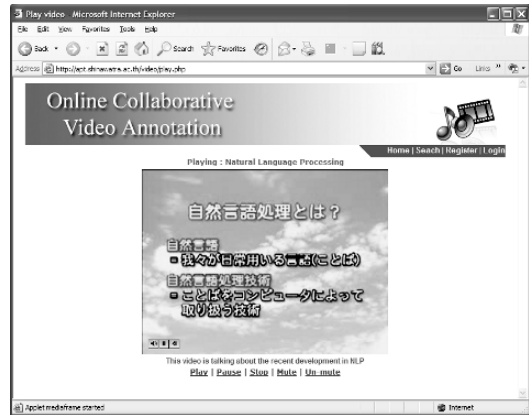 Play video - Microsoft Internet Explorer
File Edit View Favorites Tools Help
Back Search Favorites
Address http://apt.shinawatra.ac.th/video/play.php Go Links »
Online Collaborative
Video Annotation
Home | Seach | Register | Login
Playing : Natural Language Processing
自然言語処理とは？
自然言語
我々が日常用いる言語(ことば)
自然言語処理技術
ことばをコンピュータによって
取り扱う技術
This video is talking about the recent development in NLP
Play | Pause | Stop | Mute | Un-mute
Applet mediaframe started Internet